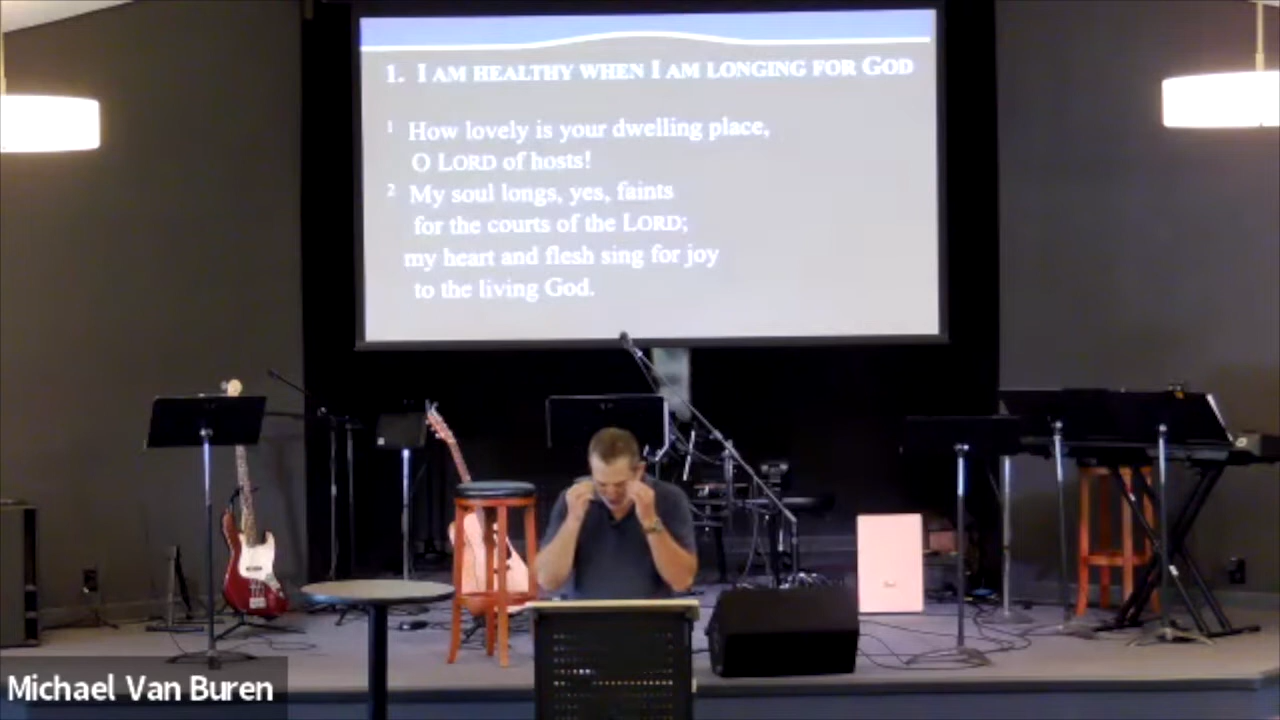 1. I AM HEALTHY WHEN I AM LONGING FOR GOD
1 How lovely is your dwelling place,
O LORD of hosts!
2 My soul longs, yes, faints
for the courts of the LORD;
my heart and flesh sing for joy
to the living God.
Michael Van Buren